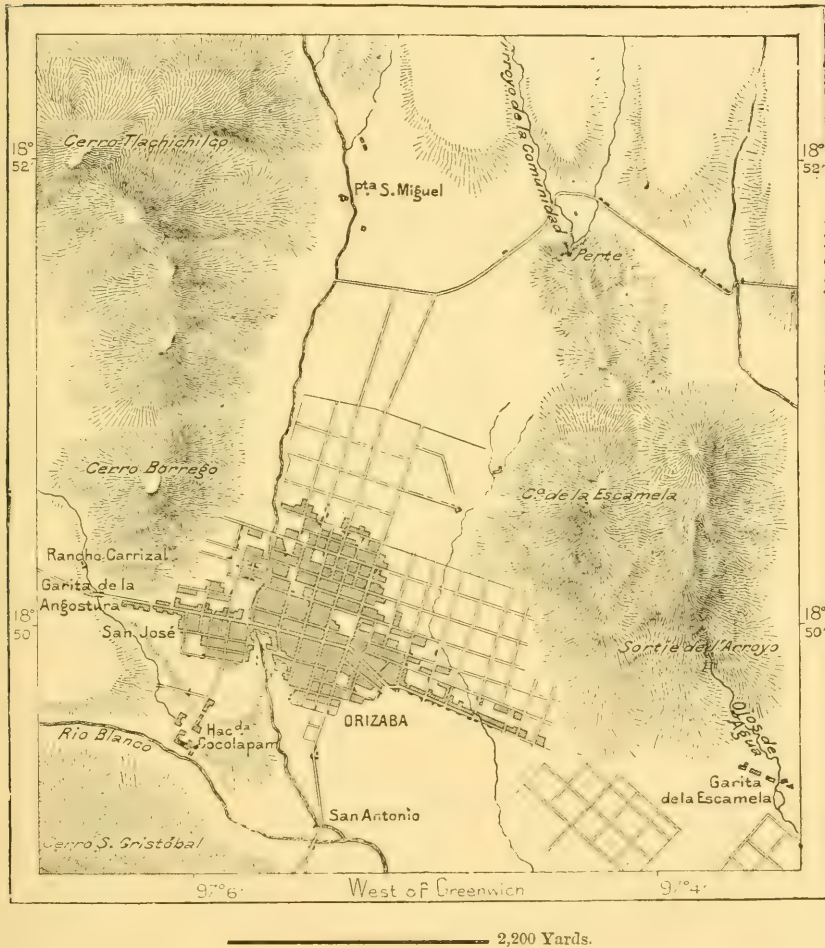 Cerro Tlachichilco
Arroyo de la Comunidad
18°
52'
18°
52'
pta S. Miguel
Perte
Cerro Borrego
Co. de la Escamela
Rancho Carrizal
Garita de la
Angostura
18°
50'
San José
Sortie de l'Arroyo
18°
50'
ORIZABA
Rio Blanco
Hacda
Cocolapam
Ojos de
Agua
Garita
de la Escamela
San Antonio
Cerro S. Cristóbal
97°6'
West of Greenwich
97°4'
2,200 Yards.